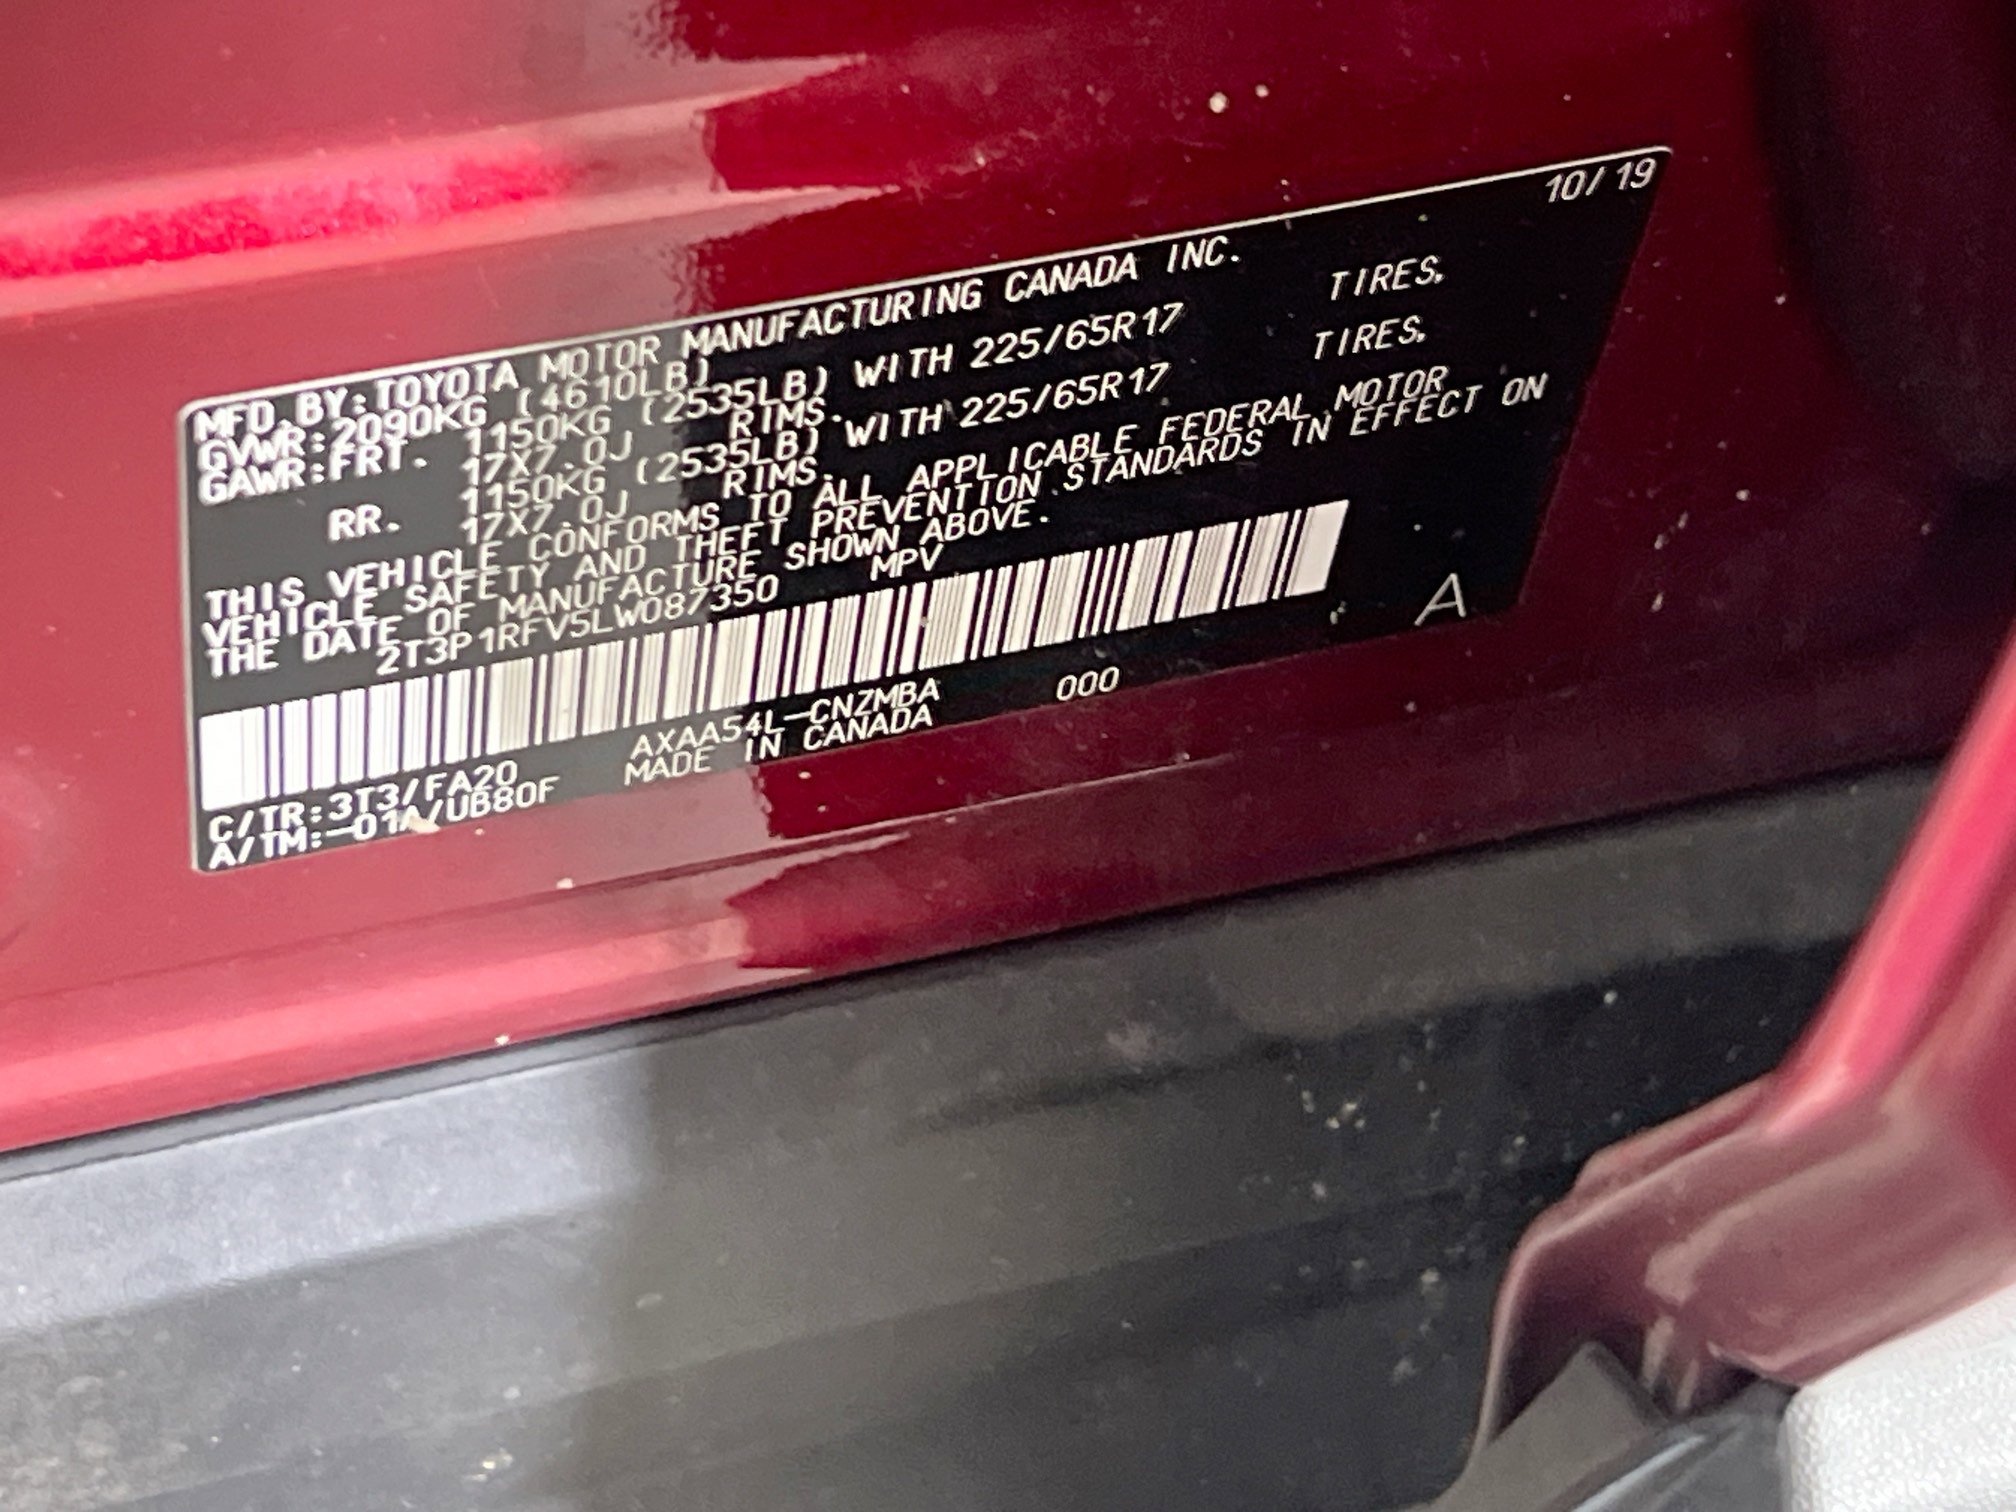 10/19
MFD.BY:TOYOTA MOTOR MANUFACTURING CANADA INC.
GVWR:2090KG (4610LB)
GAWR:FRT. 1150KG (2535LB) WITH 225/65R17 TIRES,
17X7.0J RIMS.
RR. 1150KG (2535LB) WITH 225/65R17 TIRES,
17X7.0J RIMS.
THIS VEHICLE CONFORMS TO ALL APPLICABLE FEDERAL MOTOR
VEHICLE SAFETY AND THEFT PREVENTION STANDARDS IN EFFECT ON
THE DATE OF MANUFACTURE SHOWN ABOVE.
2T3P1RFV5LW087350 MPV
A
C/TR:3T3/FA20 AXAA54L-CNZMBA 000
A/TM:-01A/UB80F MADE IN CANADA